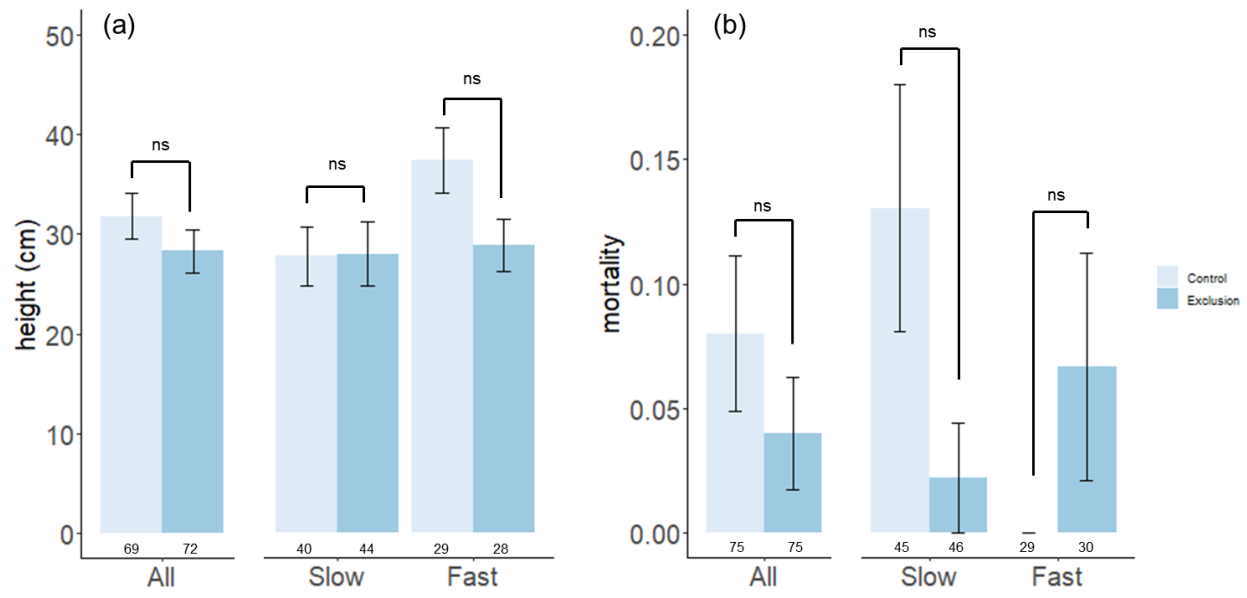 (a)
height (cm)
50
40
30
20
10
0
ns
ns
ns
69 72 40 44 29 28
All Slow Fast
(b)
mortality
0.20
0.15
0.10
0.05
0.00
ns
ns
ns
75 75 45 46 29 30
All Slow Fast
Control
Exclusion